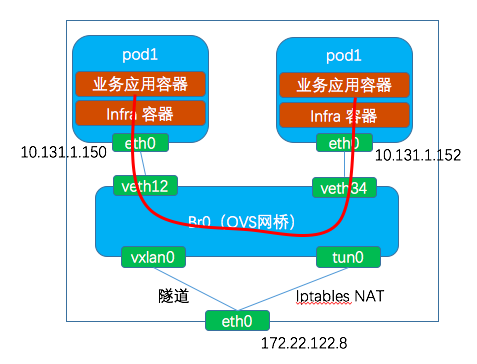 pod1
业务应用容器
Infra 容器
eth0
10.131.1.150
pod1
业务应用容器
Infra 容器
eth0
10.131.1.152
veth12
veth34
Br0（OVS网桥）
vxlan0
tun0
隧道
Iptables NAT
eth0
172.22.122.8